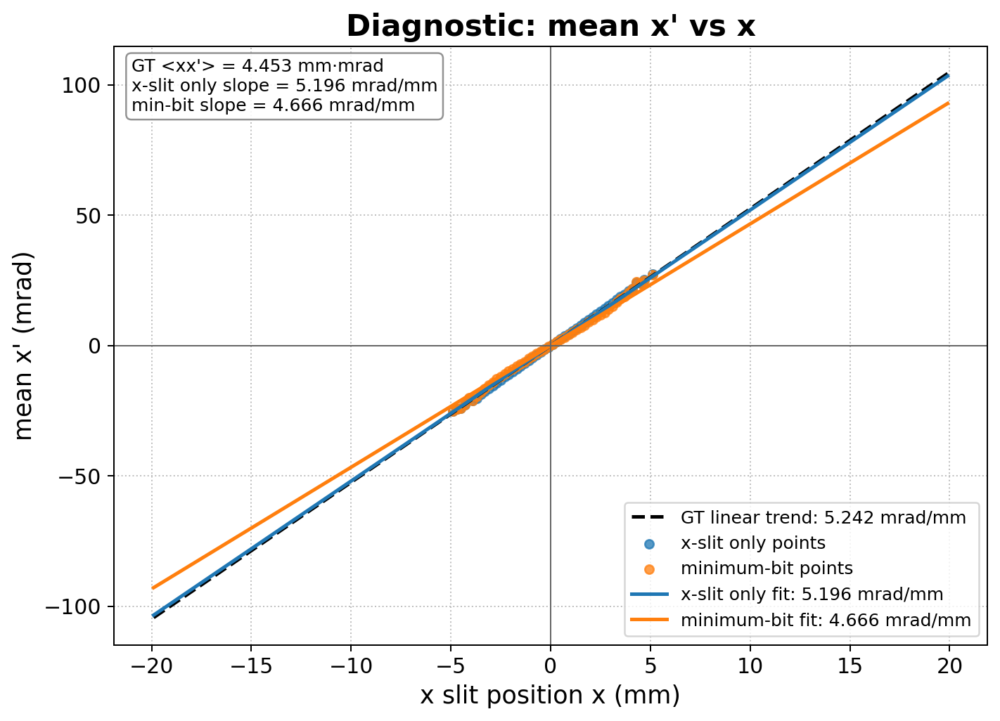 Diagnostic: mean x' vs x
GT <xx'> = 4.453 mm·mrad
x-slit only slope = 5.196 mrad/mm
min-bit slope = 4.666 mrad/mm
mean x' (mrad)
100
50
0
−50
−100
GT linear trend: 5.242 mrad/mm
x-slit only points
minimum-bit points
x-slit only fit: 5.196 mrad/mm
minimum-bit fit: 4.666 mrad/mm
−20 −15 −10 −5 0 5 10 15 20
x slit position x (mm)